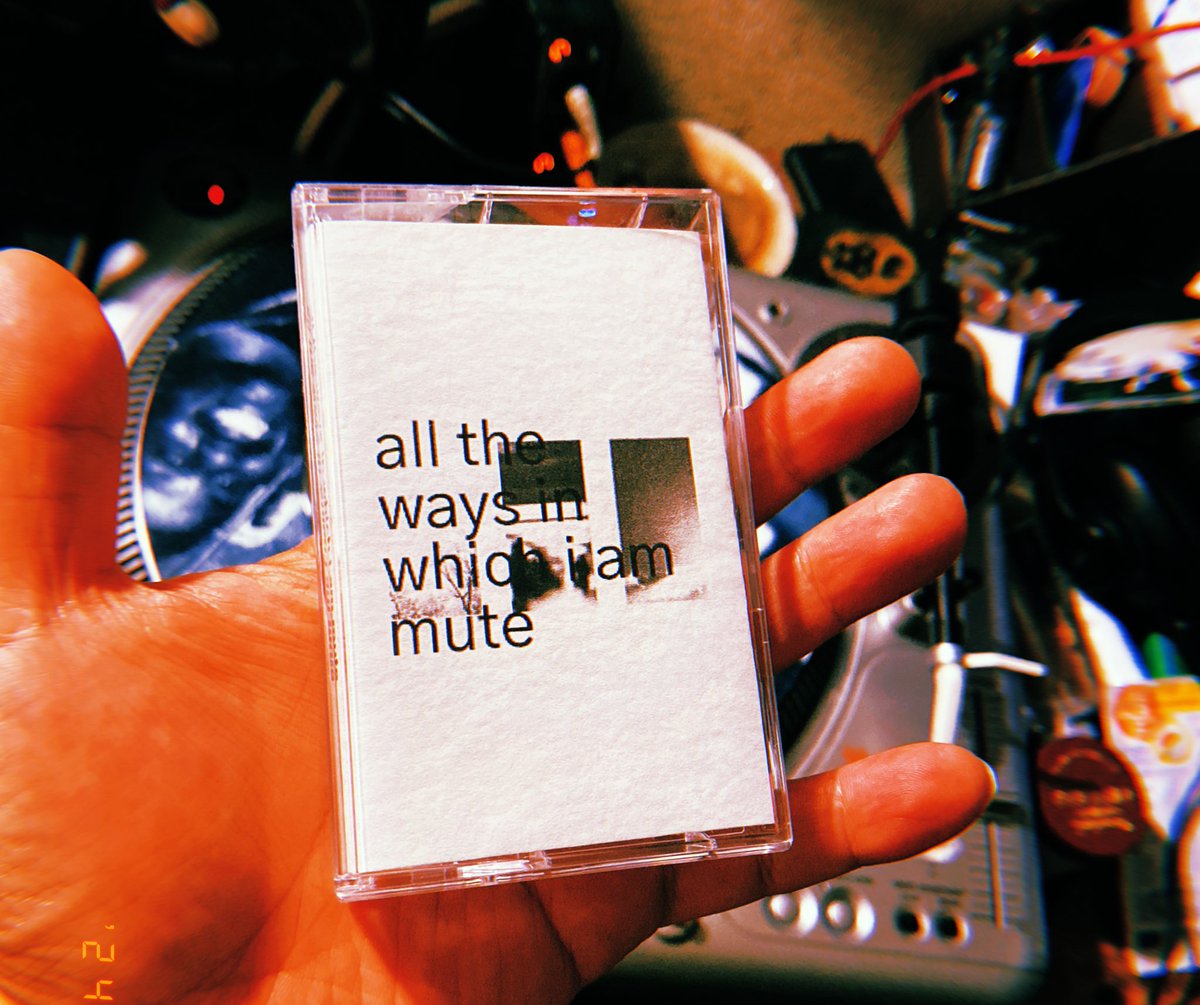 all the
ways in
which i am
mute